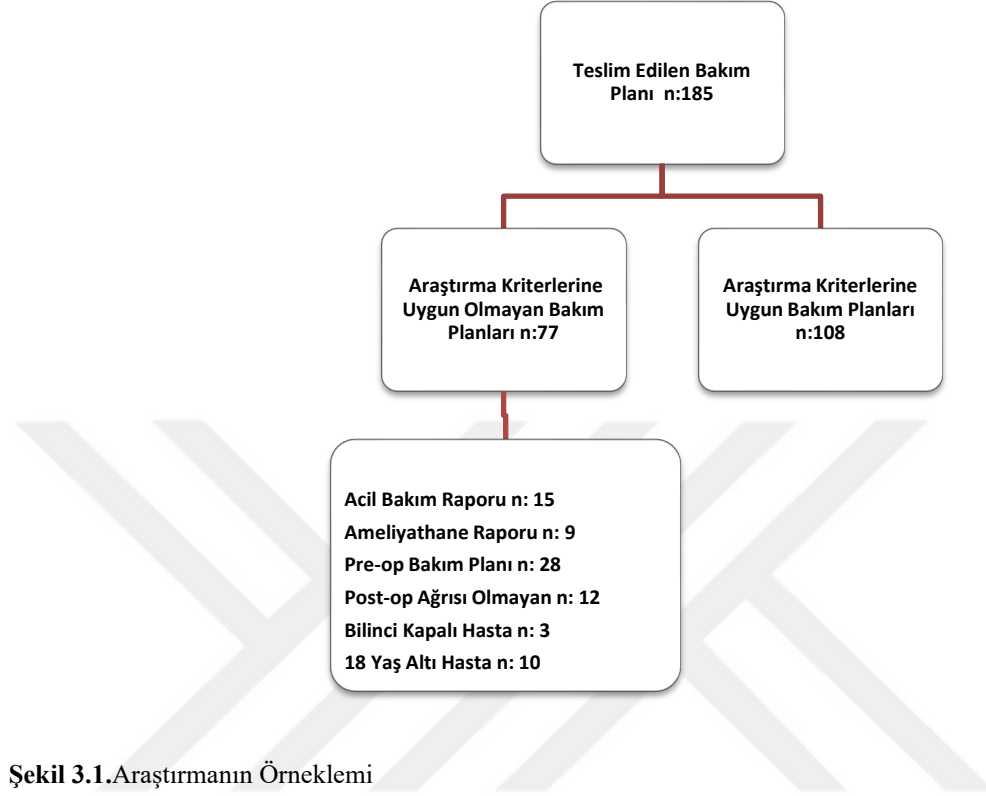 Teslim Edilen Bakım
Planı  n:185
Araştırma Kriterlerine
Uygun Olmayan Bakım
Planları n:77
Araştırma Kriterlerine
Uygun Bakım Planları
n:108
Acil Bakım Raporu n: 15
Ameliyathane Raporu n: 9
Pre-op Bakım Planı n: 28
Post-op Ağrısı Olmayan n: 12
Bilinci Kapalı Hasta n: 3
18 Yaş Altı Hasta n: 10
Şekil 3.1.Araştırmanın Örneklemi